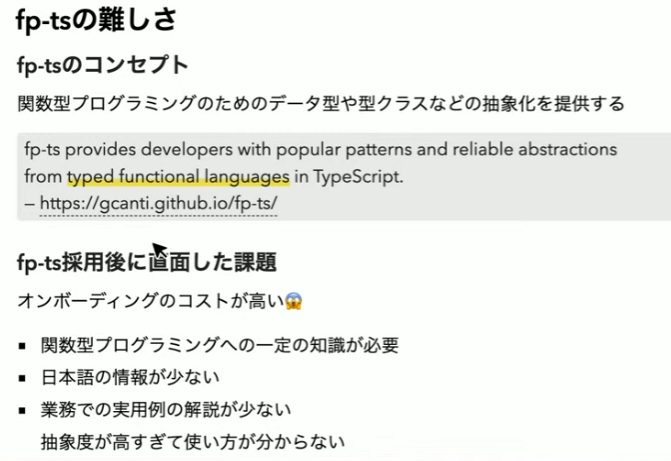 fp-tsの難しさ
fp-tsのコンセプト
関数型プログラミングのためのデータ型や型クラスなどの抽象化を提供する
fp-ts provides developers with popular patterns and reliable abstractions
from typed functional languages in TypeScript.
– https://gcanti.github.io/fp-ts/
fp-ts採用後に直面した課題
オンボーディングのコストが高い😱
▪ 関数型プログラミングへの一定の知識が必要
▪ 日本語の情報が少ない
▪ 業務での実用例の解説が少ない
抽象度が高すぎて使い方が分からない